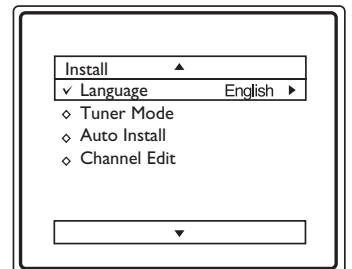 Install
Language English
Tuner Mode
Auto Install
Channel Edit